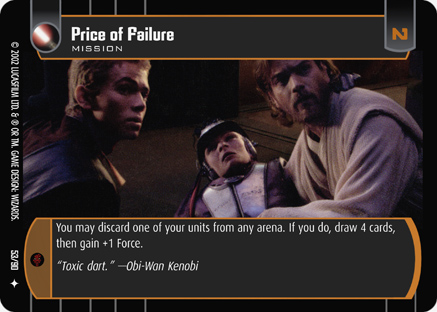 Price of Failure
MISSION
N
You may discard one of your units from any arena. If you do, draw 4 cards,
then gain +1 Force.
"Toxic dart." —Obi-Wan Kenobi
© 2002 LUCASFILM LTD. & ® OR TM. GAME DESIGN: WIZARDS.
53/90